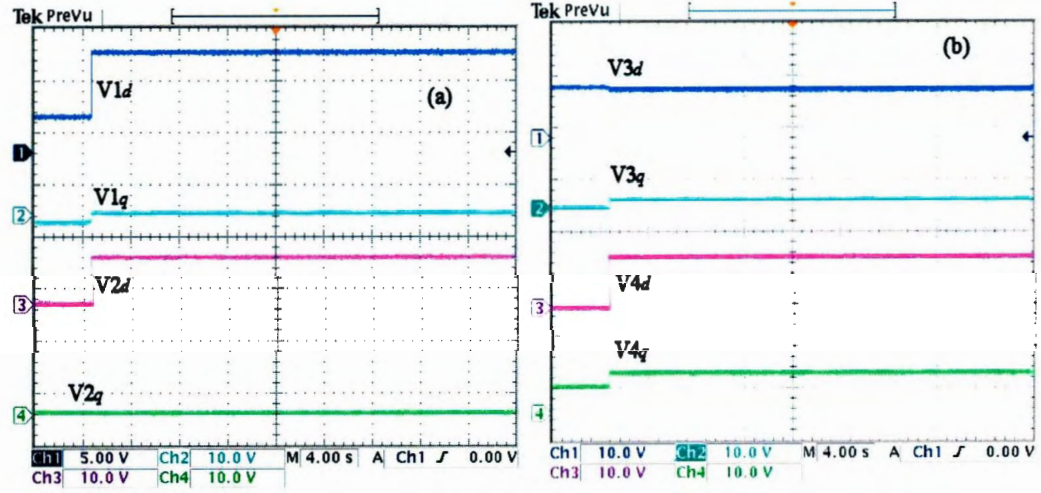 Tek PreVu
V1d
(a)
1
V1q
2
V2d
3
V2q
4
Ch1 5.00 V Ch2 10.0 V M 4.00 s A Ch1 ∫ 0.00 V
Ch3 10.0 V Ch4 10.0 V
Tek PreVu
(b)
V3d
1
V3q
2
V4d
3
V4q
4
Ch1 10.0 V Ch2 10.0 V M 4.00 s A Ch1 ∫ 0.00 V
Ch3 10.0 V Ch4 10.0 V